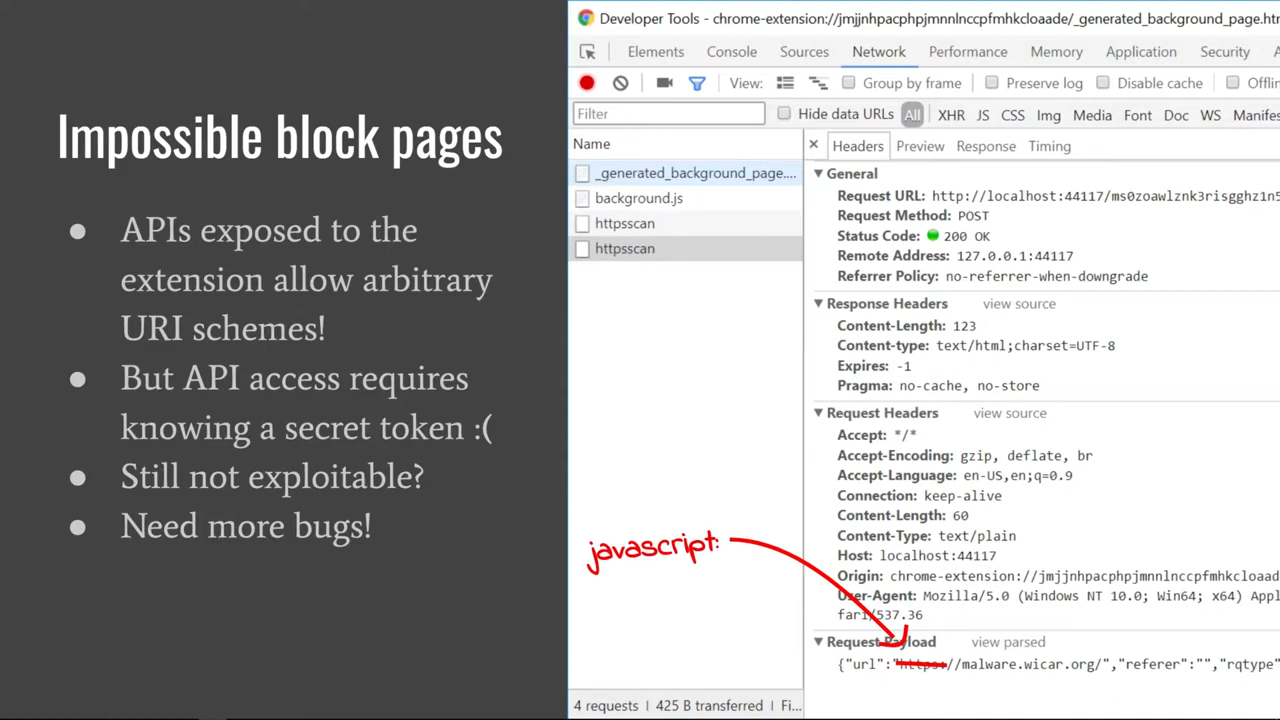 Impossible block pages
● APIs exposed to the
extension allow arbitrary
URI schemes!
● But API access requires
knowing a secret token :(
● Still not exploitable?
● Need more bugs!
Developer Tools - chrome-extension://jmjjnhpacphpjmnnlnccpfmhkcloaade/_generated_background_page.htm
Elements Console Sources Network Performance Memory Application Security
View: Group by frame Preserve log Disable cache Offlin
Filter Hide data URLs All XHR JS CSS Img Media Font Doc WS Manifes
Name
_generated_background_page....
background.js
httpsscan
httpsscan
4 requests | 425 B transferred | Fi...
× Headers Preview Response Timing
General
Request URL: http://localhost:44117/ms0zoawlznk3risgghz1n5
Request Method: POST
Status Code: 200 OK
Remote Address: 127.0.0.1:44117
Referrer Policy: no-referrer-when-downgrade
Response Headers view source
Content-Length: 123
Content-type: text/html;charset=UTF-8
Expires: -1
Pragma: no-cache, no-store
Request Headers view source
Accept: */*
Accept-Encoding: gzip, deflate, br
Accept-Language: en-US,en;q=0.9
Connection: keep-alive
Content-Length: 60
Content-Type: text/plain
Host: localhost:44117
Origin: chrome-extension://jmjjnhpacphpjmnnlnccpfmhkcloaad
User-Agent: Mozilla/5.0 (Windows NT 10.0; Win64; x64) Appl
fari/537.36
javascript:
Request Payload view parsed
{"url":"https://malware.wicar.org/","referer":"","rqtype"